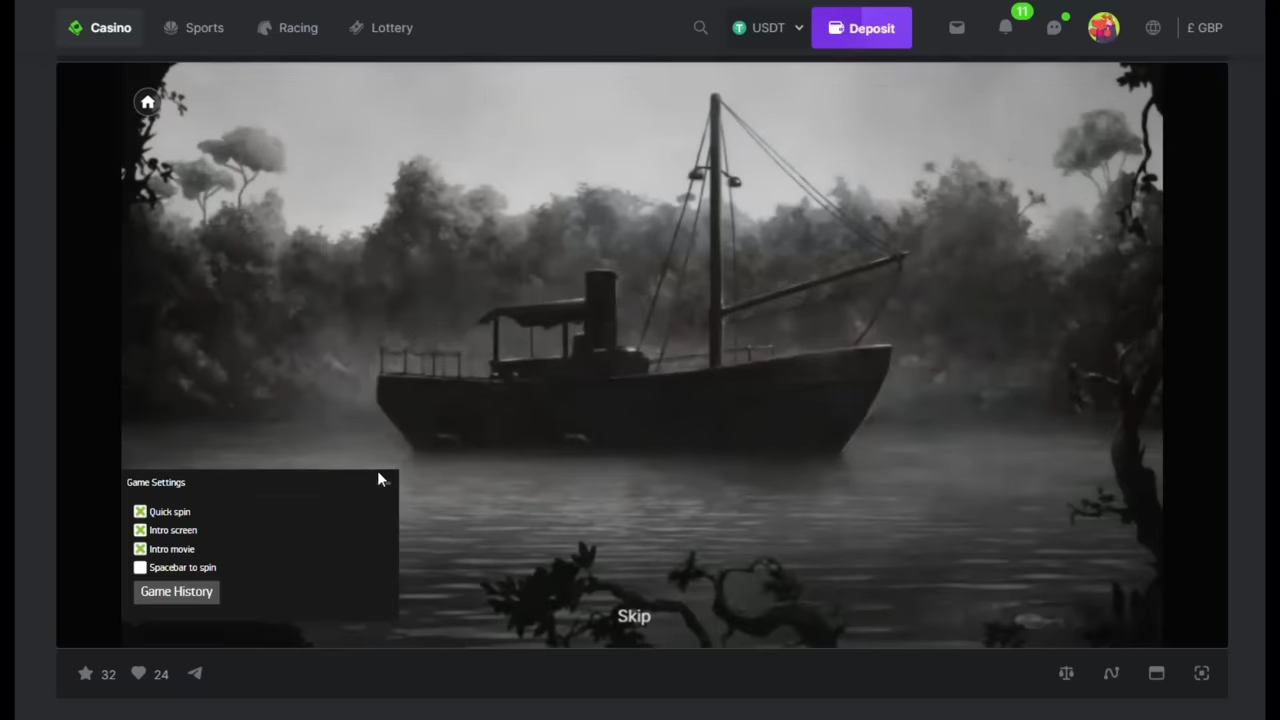 Casino Sports Racing Lottery USDT Deposit 11 £ GBP
Game Settings
Quick spin
Intro screen
Intro movie
Spacebar to spin
Game History
Skip
32 24